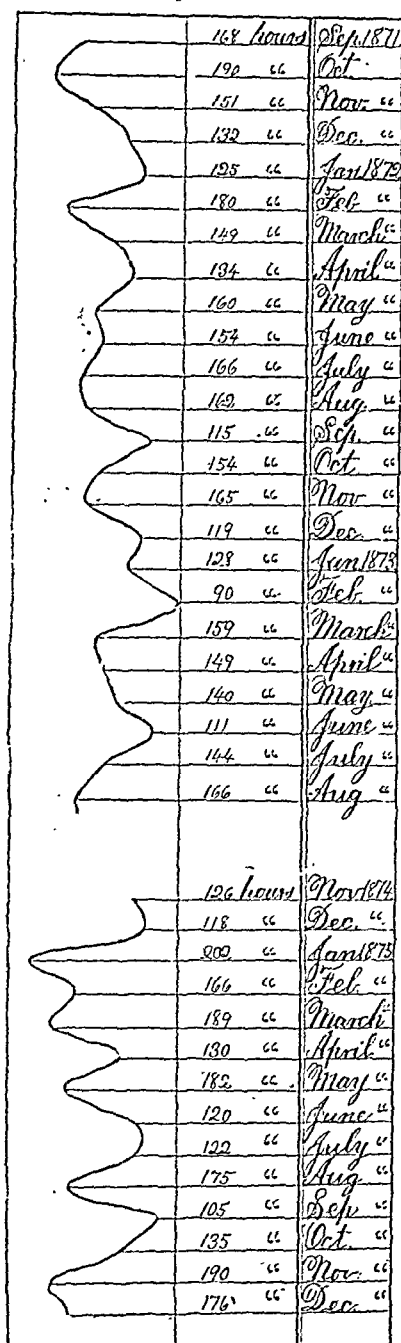 168 hours Sep. 1871
190 " Oct.
151 " Nov. "
132 " Dec. "
125 " Jan 1872
180 " Feb "
149 " March "
134 " April "
160 " May "
154 " June "
166 " July "
162 " Aug. "
115 " Sep. "
154 " Oct "
165 " Nov "
119 " Dec. "
128 " Jan 1873
90 " Feb. "
159 " March "
149 " April "
140 " May "
111 " June "
144 " July "
166 " Aug "
126 hours Nov 1874
118 " Dec. "
202 " Jan 1875
166 " Feb. "
189 " March "
130 " April "
182 " May "
120 " June "
122 " July "
175 " Aug "
105 " Sep "
135 " Oct. "
190 " Nov. "
176 " Dec. "